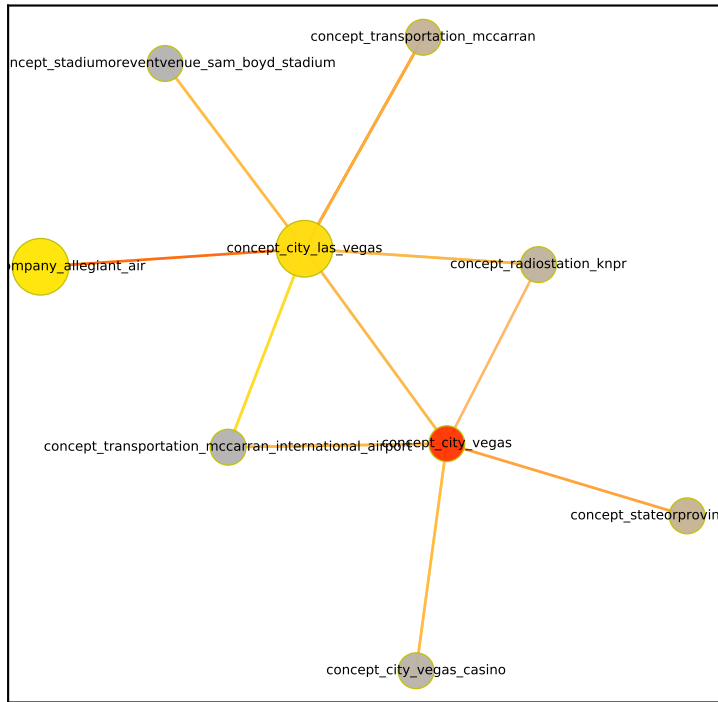 concept_transportation_mccarran
ncept_stadiumoreventvenue_sam_boyd_stadium
concept_city_las_vegas
ompany_allegiant_air
concept_radiostation_knpr
concept_transportation_mccarran_international_airport
concept_city_vegas
concept_stateorprovin
concept_city_vegas_casino